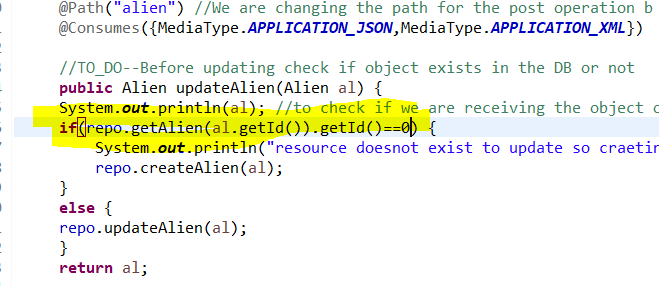 @Path("alien") //We are changing the path for the post operation b
@Consumes({MediaType.APPLICATION_JSON,MediaType.APPLICATION_XML})
//TO_DO--Before updating check if object exists in the DB or not
public Alien updateAlien(Alien al) {
System.out.println(al); //to check if we are receiving the object
if(repo.getAlien(al.getId()).getId()==0) {
System.out.println("resource doesnot exist to update so craetin
repo.createAlien(al);
}
else {
repo.updateAlien(al);
}
return al;